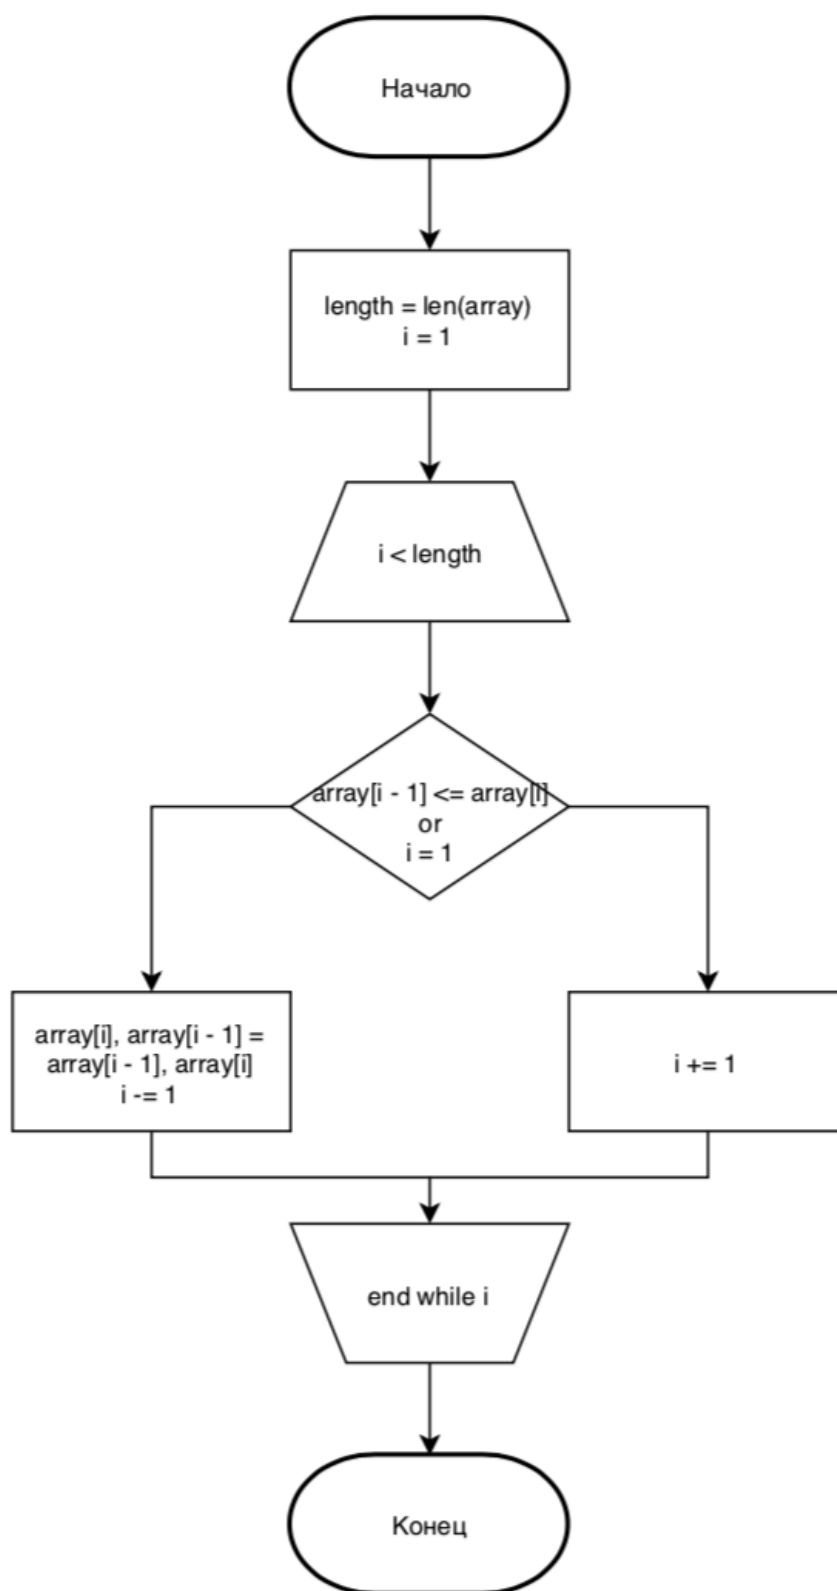 Начало
length = len(array)
i = 1
i < length
array[i - 1] <= array[i]
or
i = 1
array[i], array[i - 1] =
array[i - 1], array[i]
i -= 1
i += 1
end while i
Конец